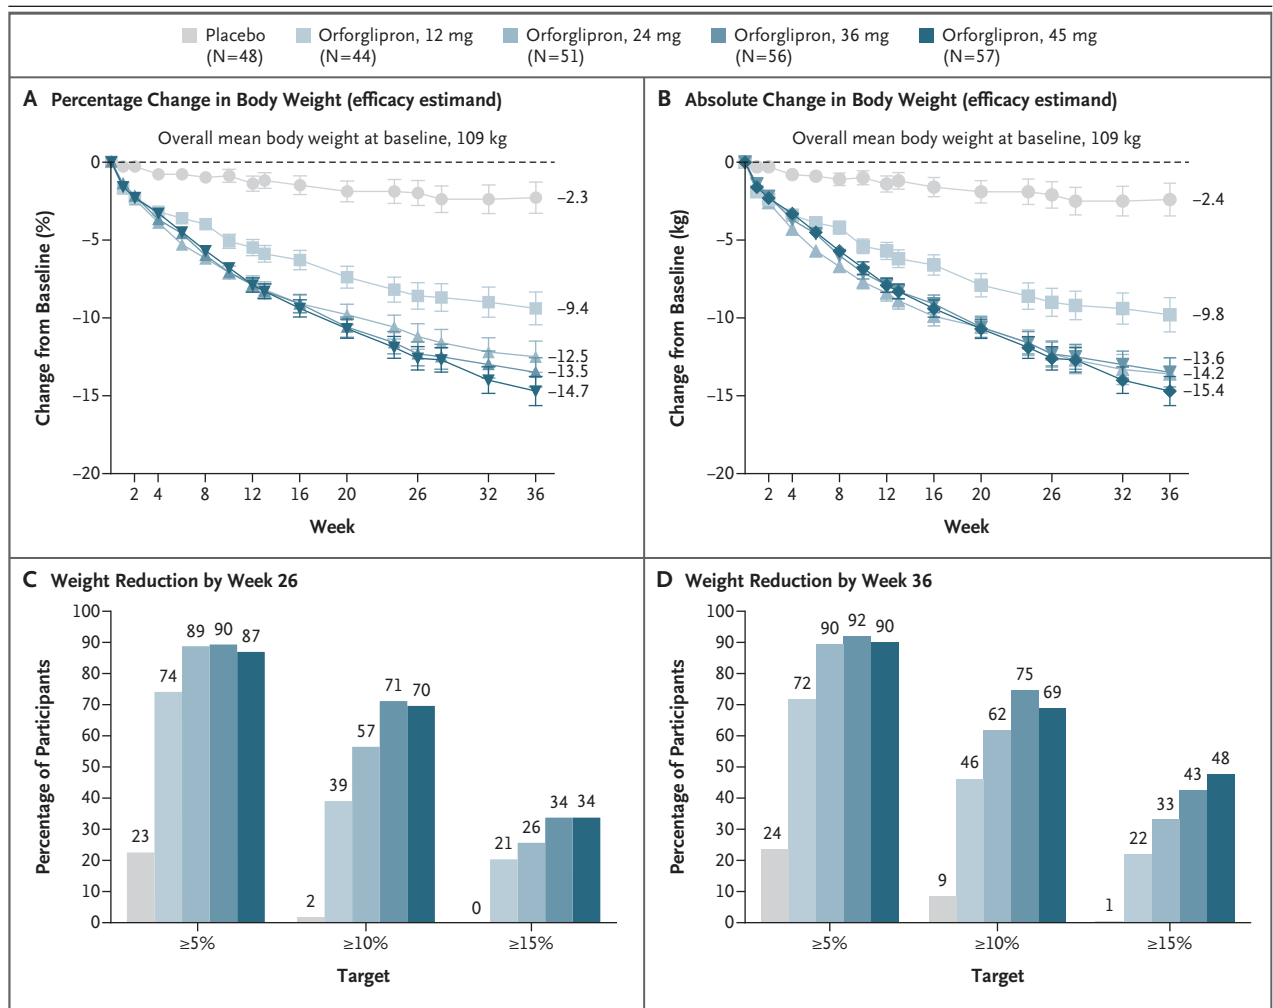 Placebo
(N=48)
Orforglipron, 12 mg
(N=44)
Orforglipron, 24 mg
(N=51)
Orforglipron, 36 mg
(N=56)
Orforglipron, 45 mg
(N=57)
A Percentage Change in Body Weight (efficacy estimand)
Overall mean body weight at baseline, 109 kg
Change from Baseline (%)
0
−5
−10
−15
−20
−2.3
−9.4
−12.5
−13.5
−14.7
2 4 8 12 16 20 26 32 36
Week
B Absolute Change in Body Weight (efficacy estimand)
Overall mean body weight at baseline, 109 kg
Change from Baseline (kg)
0
−5
−10
−15
−20
−2.4
−9.8
−13.6
−14.2
−15.4
2 4 8 12 16 20 26 32 36
Week
C Weight Reduction by Week 26
Percentage of Participants
100
90
80
70
60
50
40
30
20
10
0
23 74 89 90 87
2 39 57 71 70
0 21 26 34 34
≥5% ≥10% ≥15%
Target
D Weight Reduction by Week 36
Percentage of Participants
100
90
80
70
60
50
40
30
20
10
0
24 72 90 92 90
9 46 62 75 69
1 22 33 43 48
≥5% ≥10% ≥15%
Target